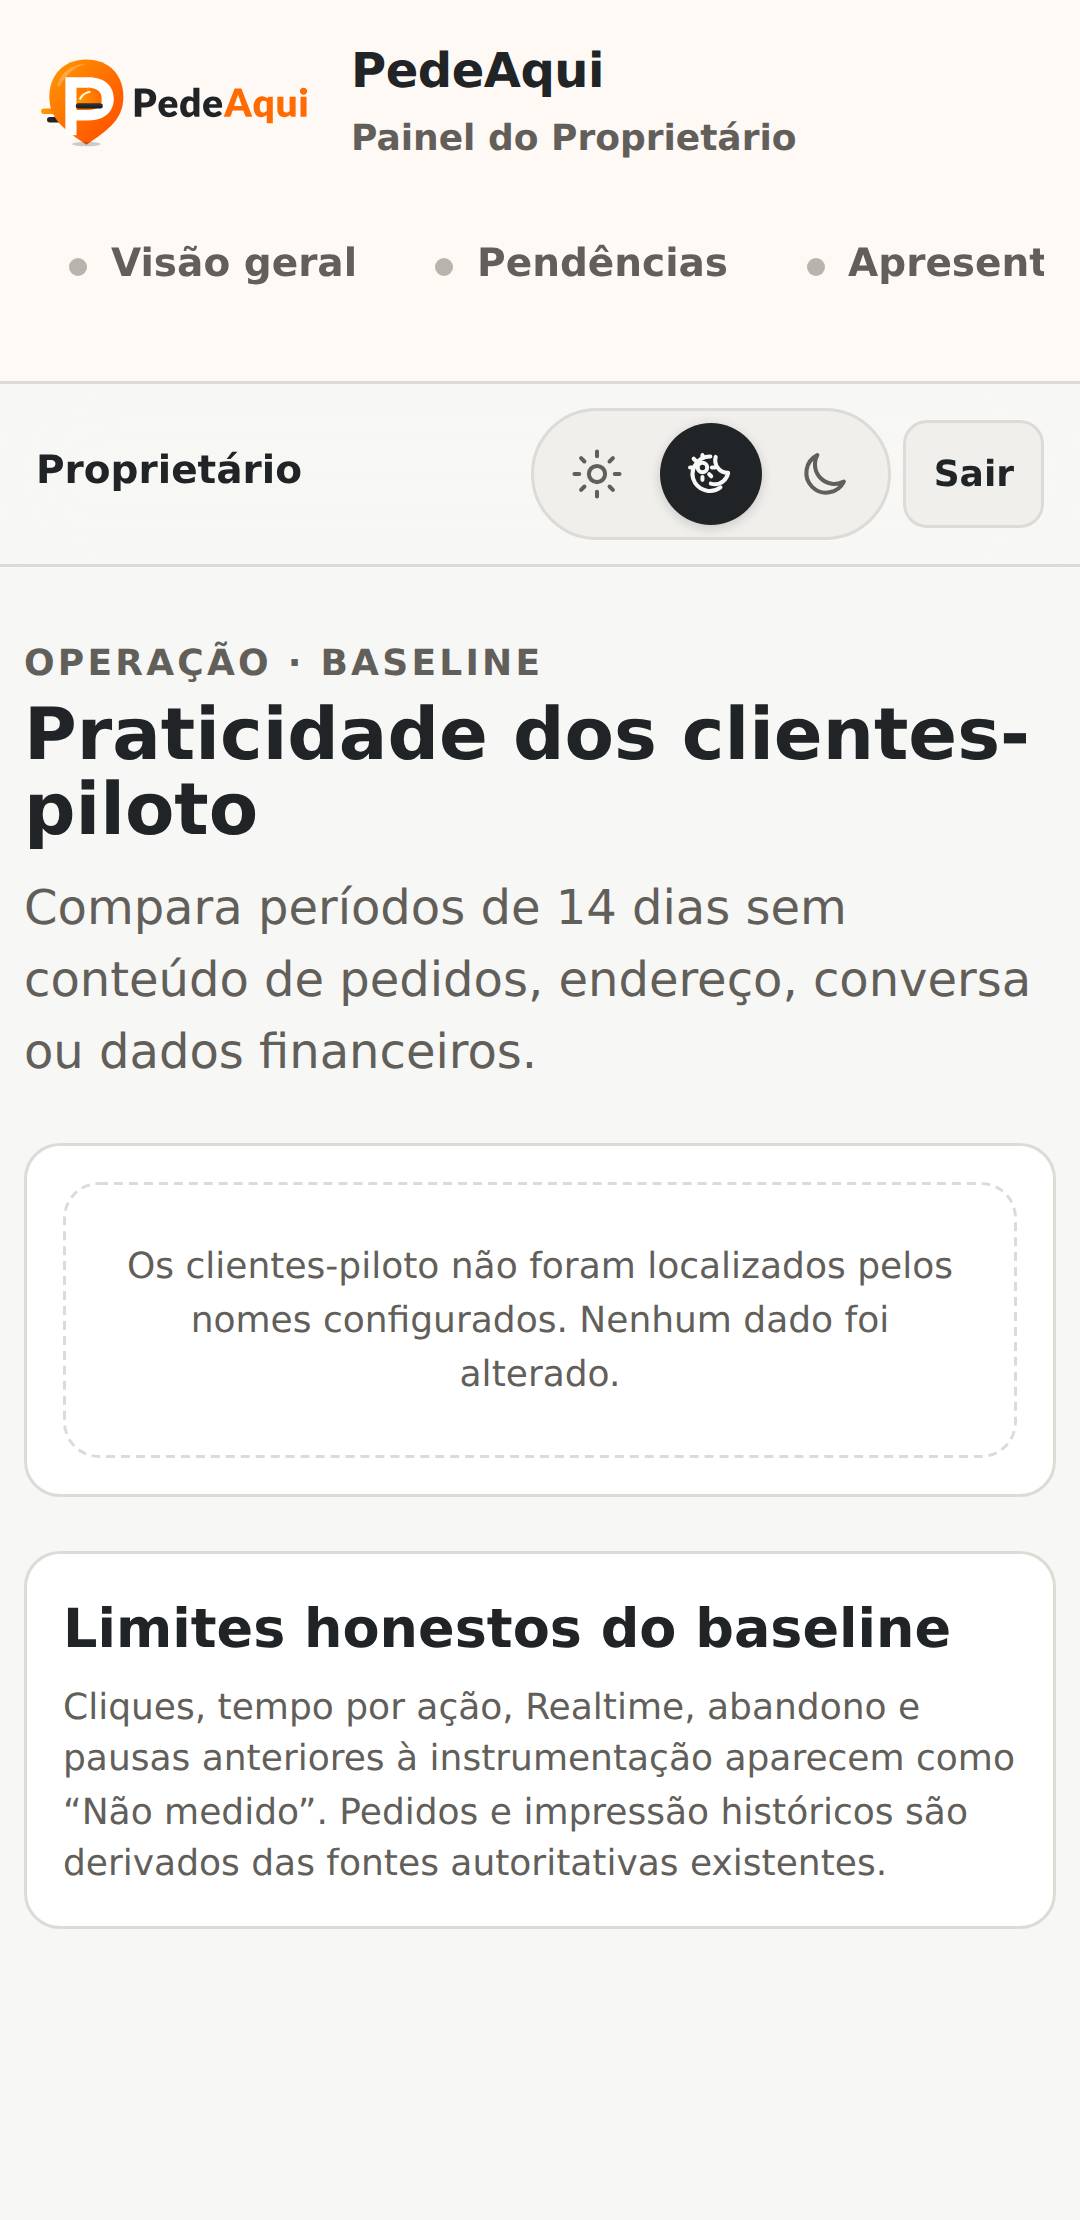 PedeAqui
PedeAqui
Painel do Proprietário
Visão geral
Pendências
Apresent
Proprietário
Sair
OPERAÇÃO · BASELINE
Praticidade dos clientes-
piloto
Compara períodos de 14 dias sem
conteúdo de pedidos, endereço, conversa
ou dados financeiros.
Os clientes-piloto não foram localizados pelos
nomes configurados. Nenhum dado foi
alterado.
Limites honestos do baseline
Cliques, tempo por ação, Realtime, abandono e
pausas anteriores à instrumentação aparecem como
“Não medido”. Pedidos e impressão históricos são
derivados das fontes autoritativas existentes.